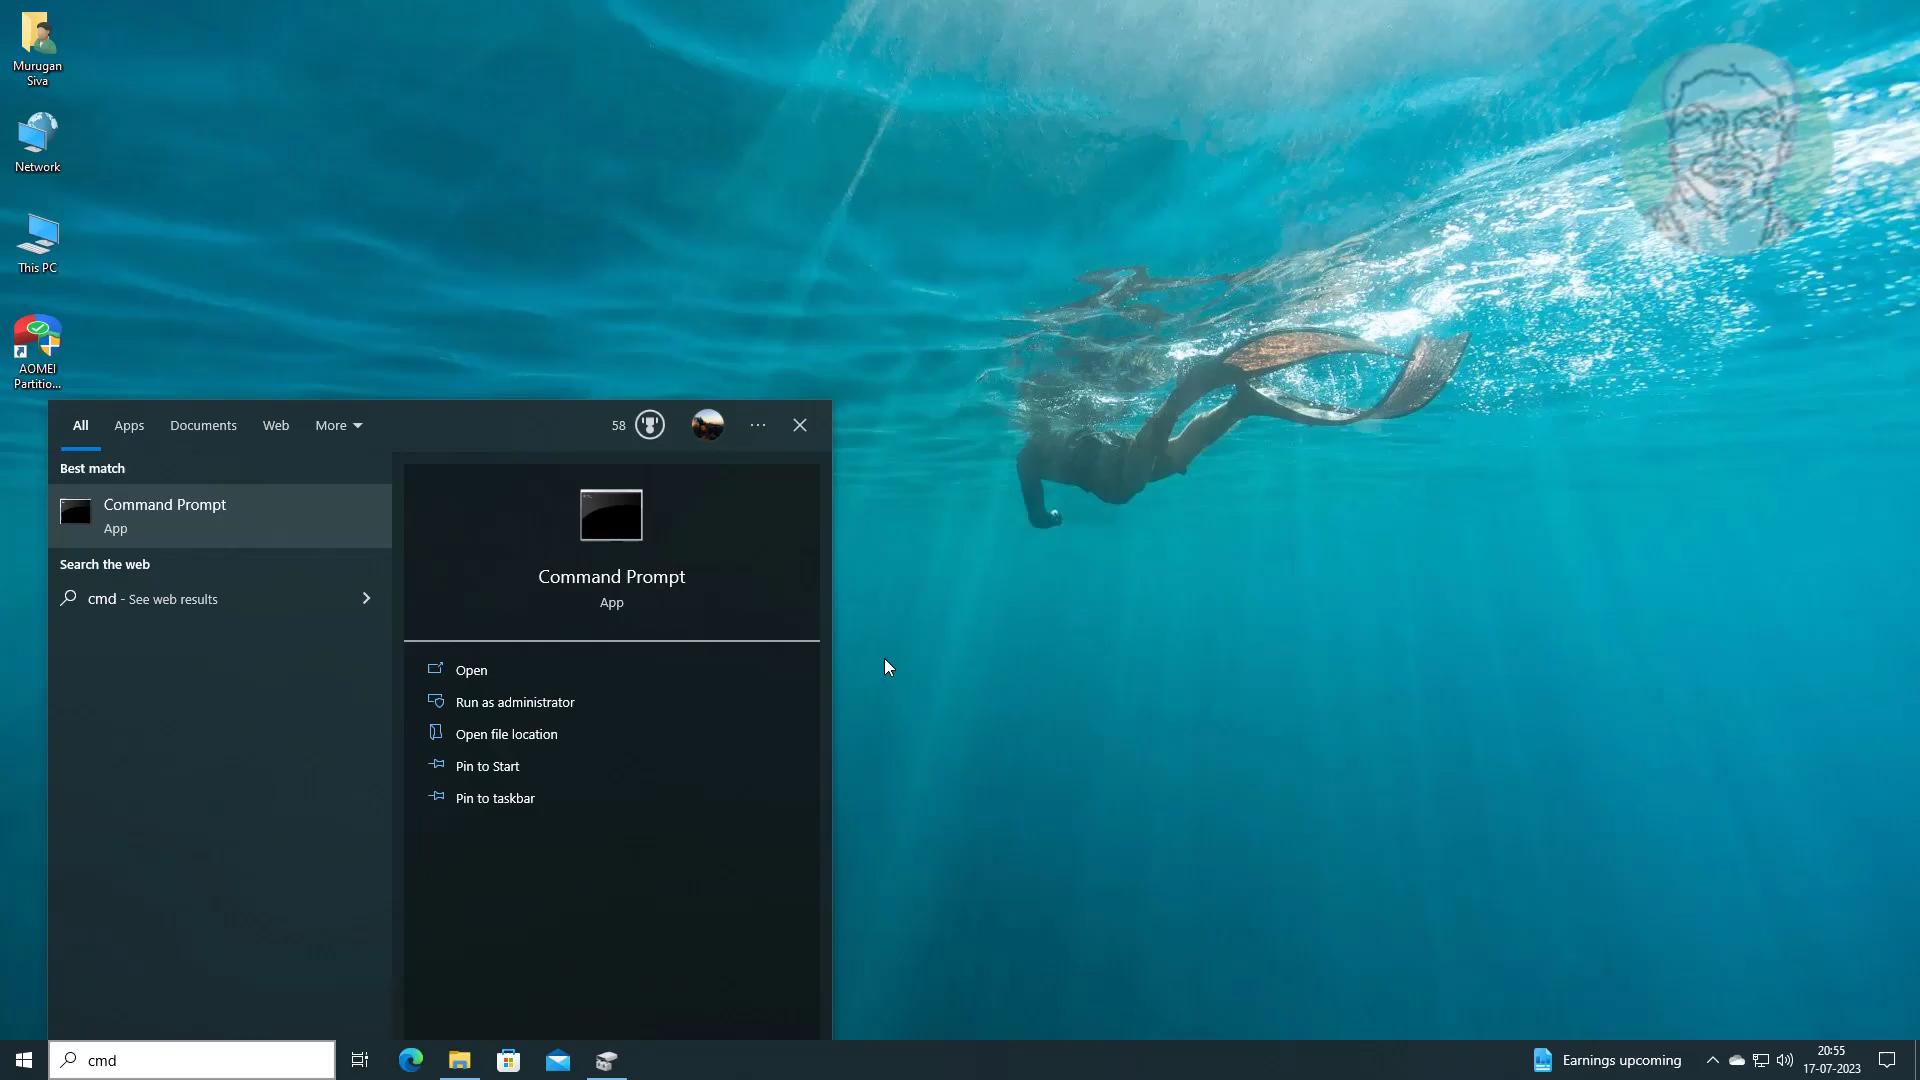 Murugan
Siva
Network
This PC
AOMEI
Partitio...
All
Apps
Documents
Web
More
58
Best match
Command Prompt
App
Search the web
cmd - See web results
Command Prompt
App
Open
Run as administrator
Open file location
Pin to Start
Pin to taskbar
cmd
Earnings upcoming
20:55
17-07-2023